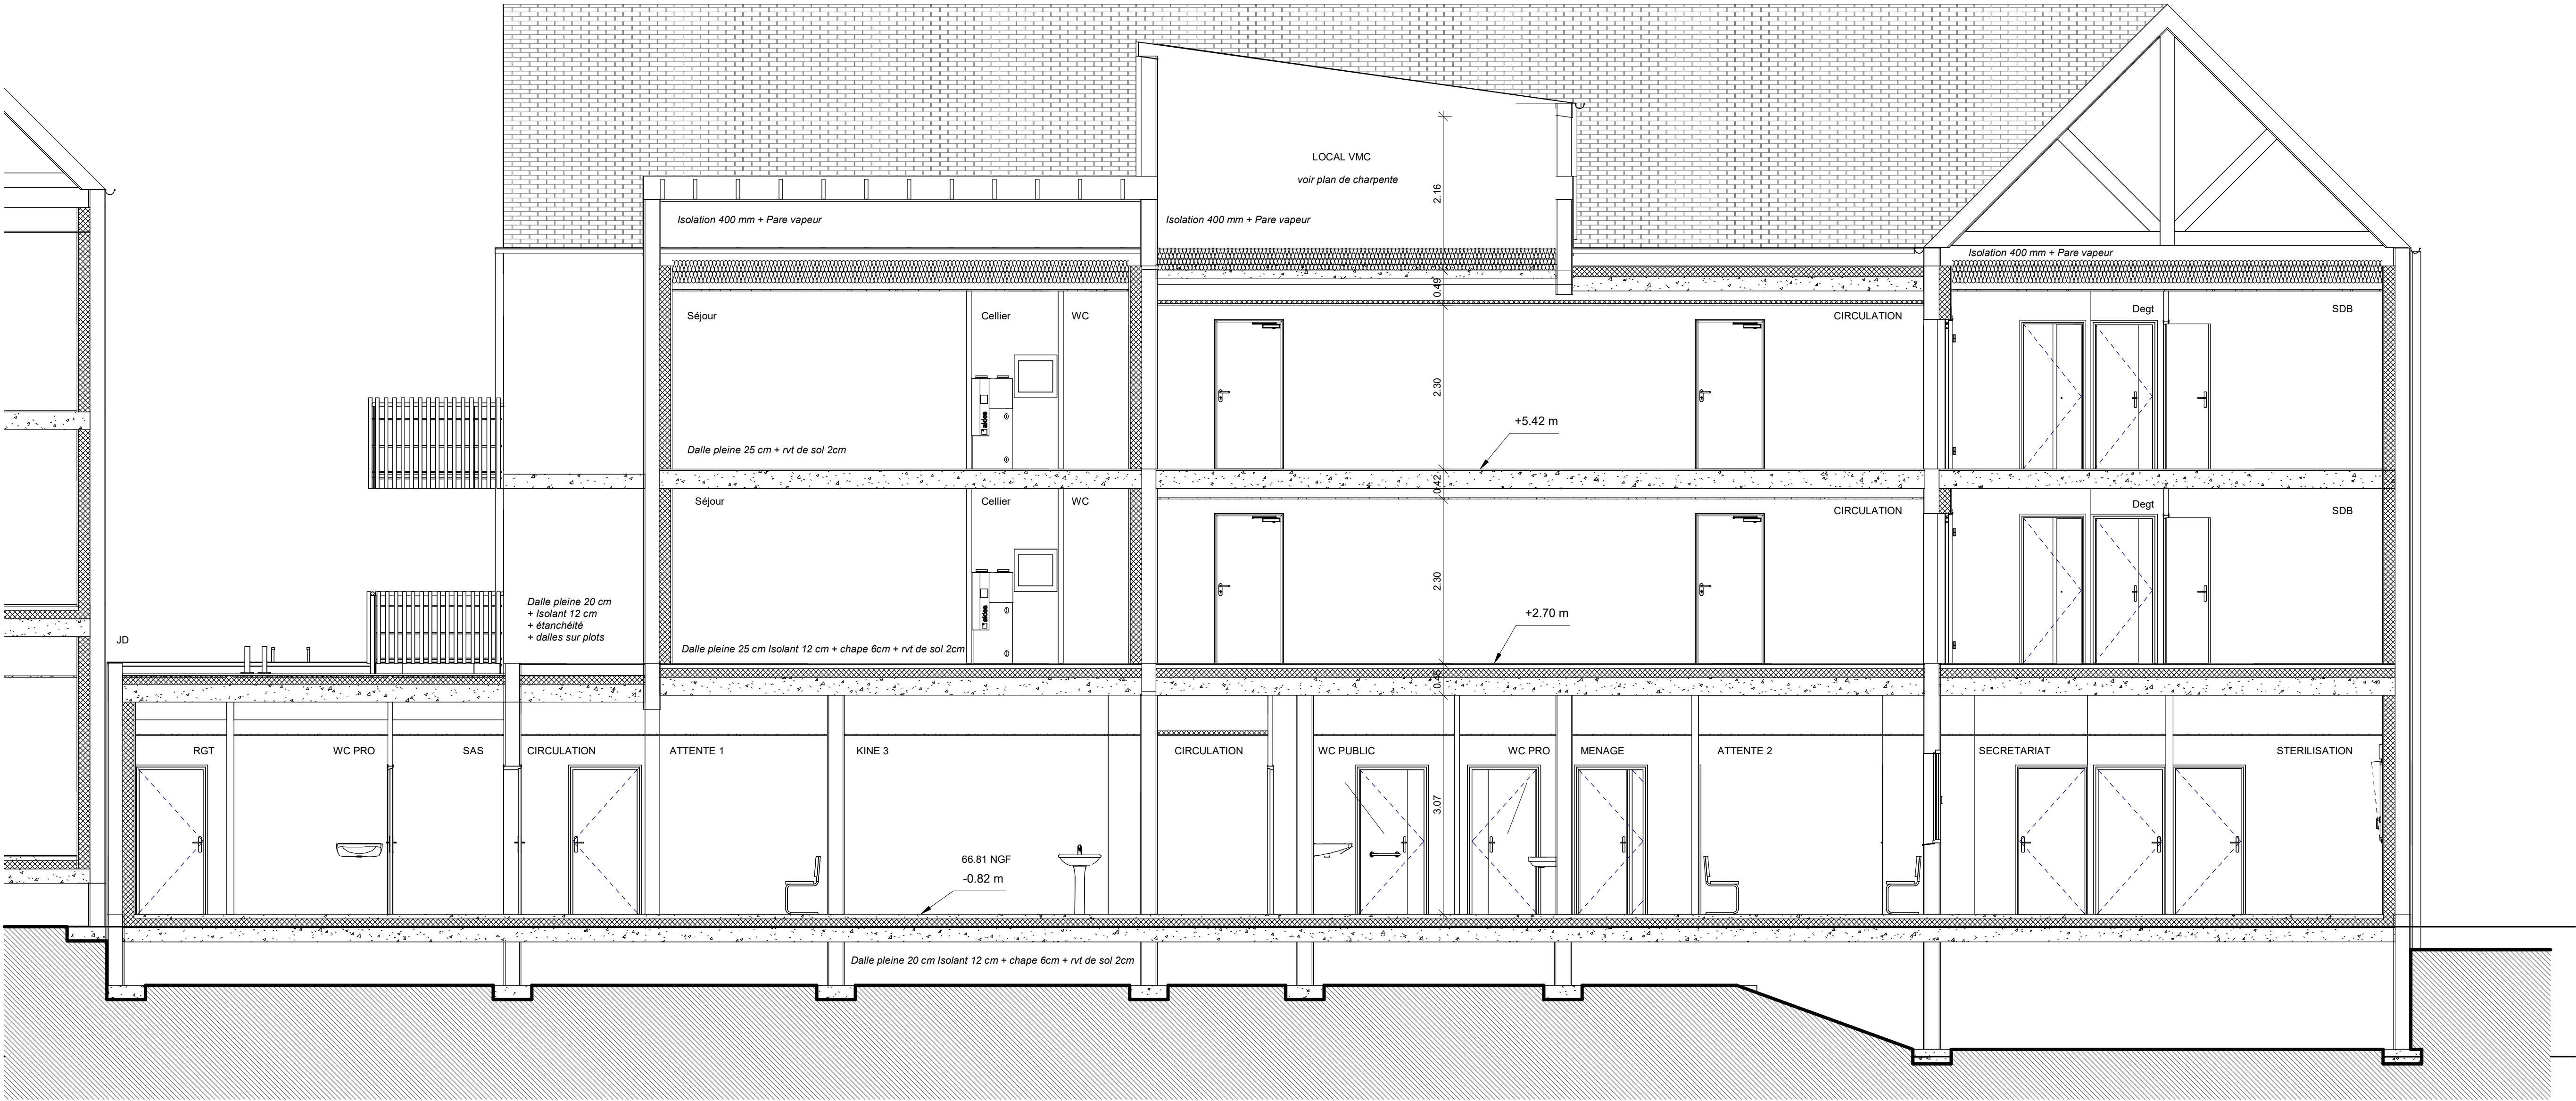 LOCAL VMC
voir plan de charpente
2.16
Isolation 400 mm + Pare vapeur
Isolation 400 mm + Pare vapeur
Isolation 400 mm + Pare vapeur
0.49
Séjour
Cellier
WC
CIRCULATION
Degt
SDB
2.30
aldes
+5.42 m
Dalle pleine 25 cm + rvt de sol 2cm
0.42
Séjour
Cellier
WC
CIRCULATION
Degt
SDB
2.30
aldes
+2.70 m
Dalle pleine 20 cm
+ Isolant 12 cm
+ étanchéité
+ dalles sur plots
JD
Dalle pleine 25 cm Isolant 12 cm + chape 6cm + rvt de sol 2cm
0.45
RGT
WC PRO
SAS
CIRCULATION
ATTENTE 1
KINE 3
CIRCULATION
WC PUBLIC
WC PRO
MENAGE
ATTENTE 2
SECRETARIAT
STERILISATION
3.07
66.81 NGF
-0.82 m
Dalle pleine 20 cm Isolant 12 cm + chape 6cm + rvt de sol 2cm